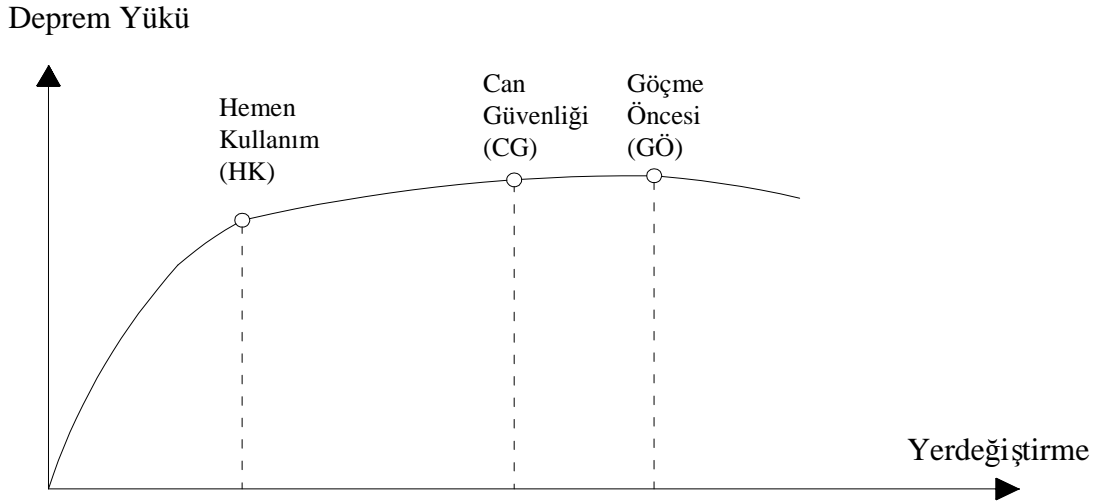 Deprem Yükü
Hemen
Kullanım
(HK)
Can
Güvenliği
(CG)
Göçme
Öncesi
(GÖ)
Yerdeğiştirme